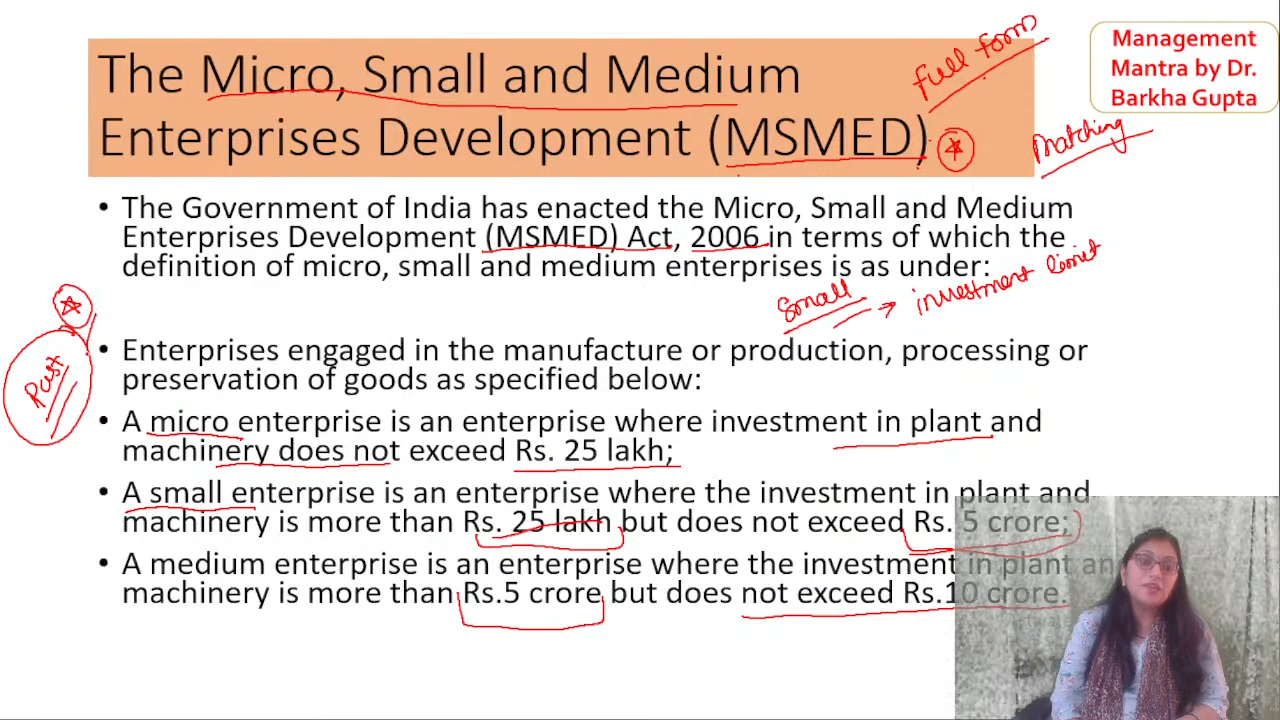 The Micro, Small and Medium
Enterprises Development (MSMED)
full form
Management
Mantra by Dr.
Barkha Gupta
Matching
• The Government of India has enacted the Micro, Small and Medium
Enterprises Development (MSMED) Act, 2006 in terms of which the
definition of micro, small and medium enterprises is as under:
Small → investment limit
Past
• Enterprises engaged in the manufacture or production, processing or
preservation of goods as specified below:
• A micro enterprise is an enterprise where investment in plant and
machinery does not exceed Rs. 25 lakh;
• A small enterprise is an enterprise where the investment in plant and
machinery is more than Rs. 25 lakh but does not exceed Rs. 5 crore;
• A medium enterprise is an enterprise where the investment in plant an
machinery is more than Rs.5 crore but does not exceed Rs.10 crore.